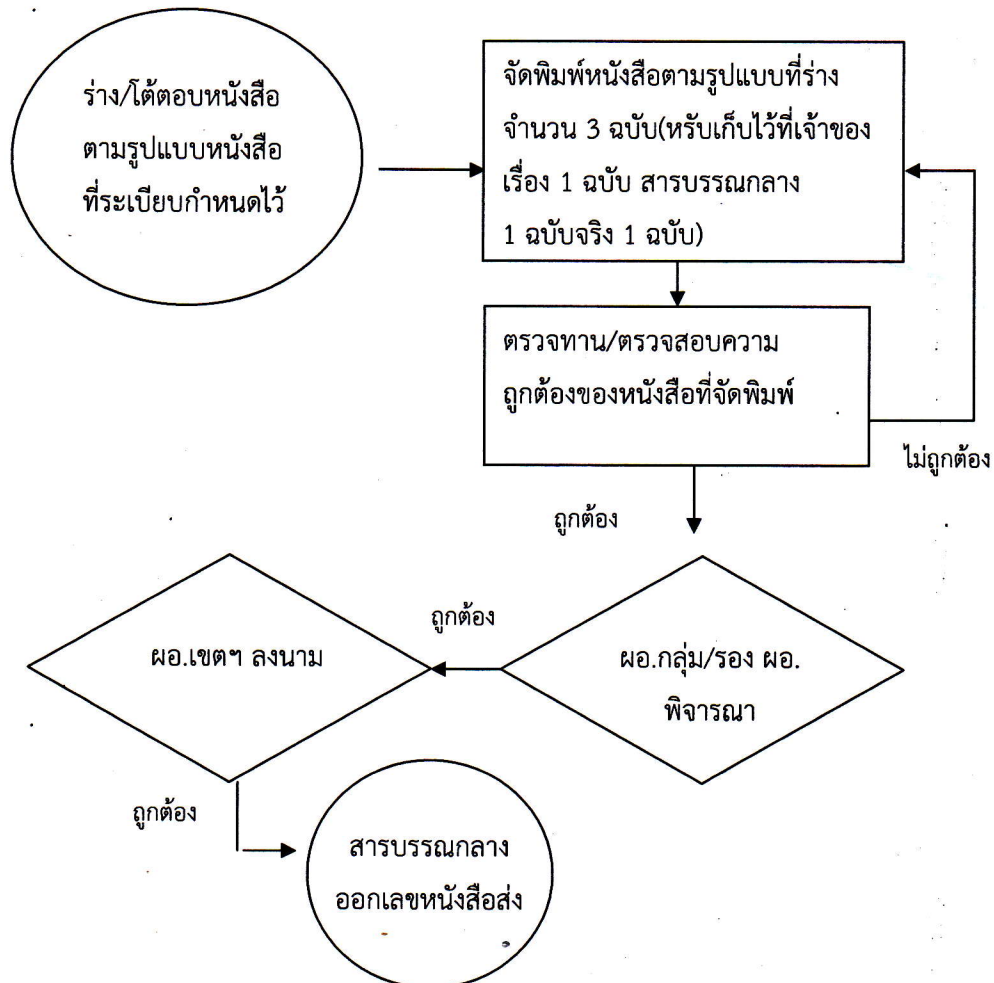 ร่าง/โต้ตอบหนังสือ
ตามรูปแบบหนังสือ
ที่ระเบียบกำหนดไว้
จัดพิมพ์หนังสือตามรูปแบบที่ร่าง
จำนวน 3 ฉบับ(หรับเก็บไว้ที่เจ้าของ
เรื่อง 1 ฉบับ สารบรรณกลาง
1 ฉบับจริง 1 ฉบับ)
ตรวจทาน/ตรวจสอบความ
ถูกต้องของหนังสือที่จัดพิมพ์
ไม่ถูกต้อง
ถูกต้อง
ผอ.กลุ่ม/รอง ผอ.
พิจารณา
ถูกต้อง
ผอ.เขตฯ ลงนาม
ถูกต้อง
สารบรรณกลาง
ออกเลขหนังสือส่ง